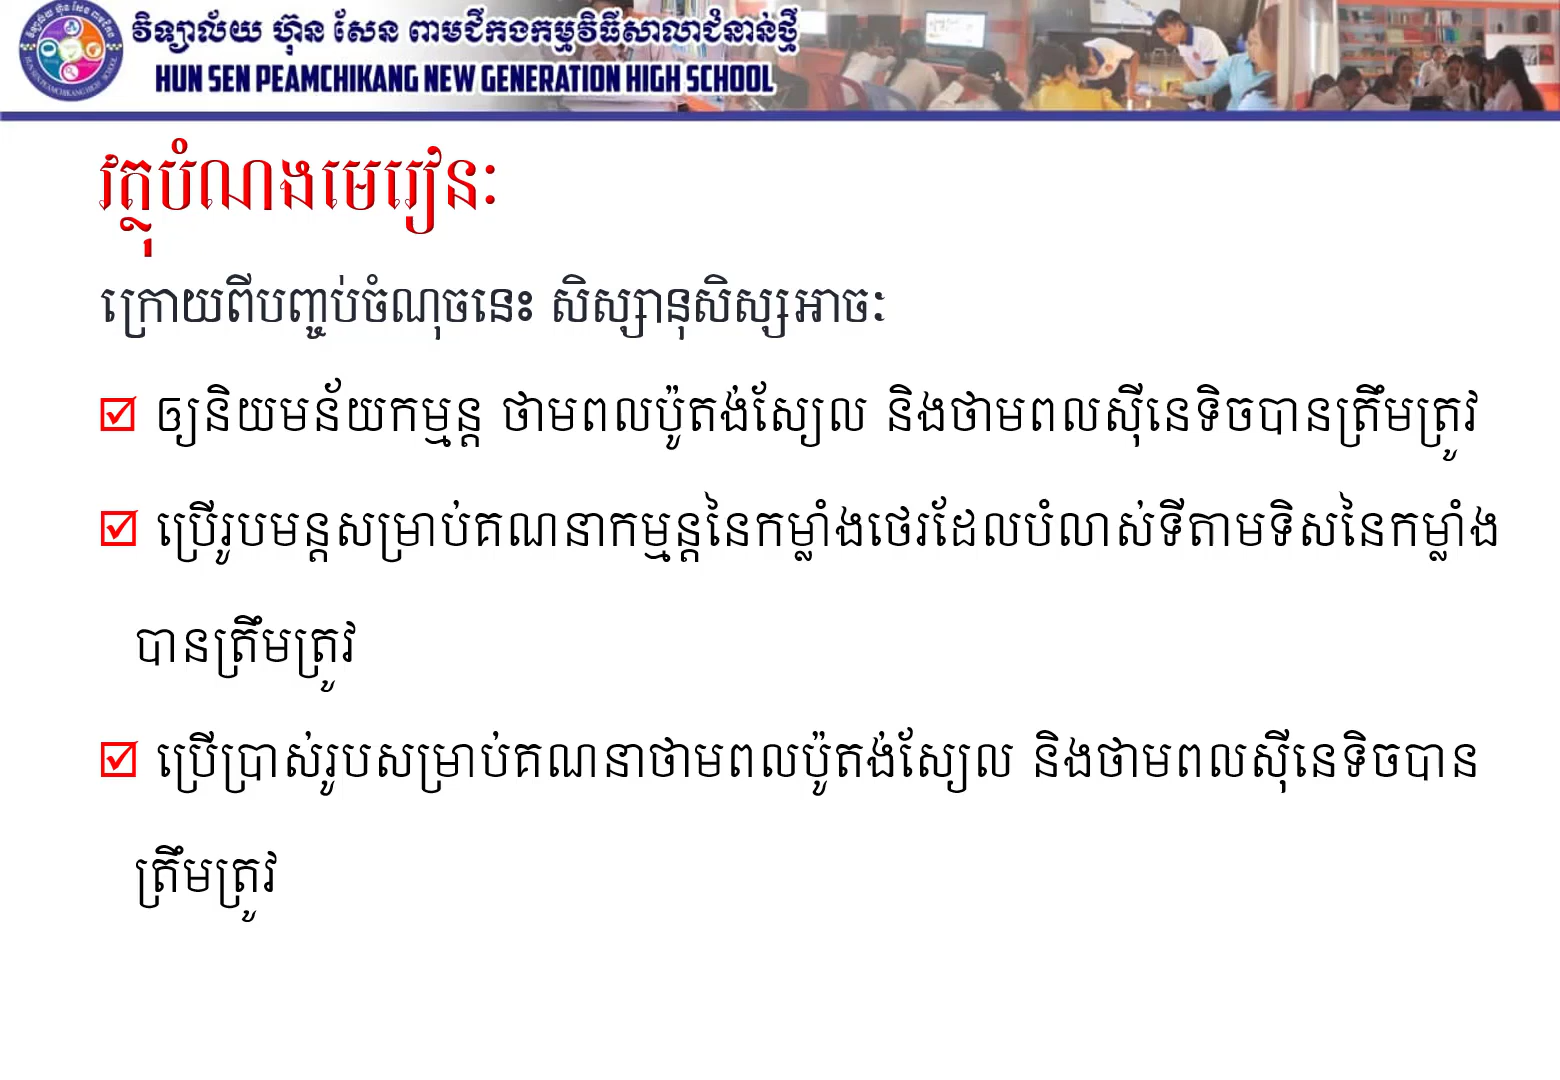 វិទ្យាល័យ ហ៊ុន សែន ពាមជីកងកម្មវិធីសាលាជំនាន់ថ្មី
HUN SEN PEAMCHIKANG NEW GENERATION HIGH SCHOOL
វត្ថុបំណងមេរៀនៈ
ក្រោយពីបញ្ចប់ចំណុចនេះ សិស្សានុសិស្សអាចៈ
ឲ្យនិយមន័យកម្មន្ត ថាមពលប៉ូតង់ស្យែល និងថាមពលស៊ីនេទិចបានត្រឹមត្រូវ
ប្រើរូបមន្តសម្រាប់គណនាកម្មន្តនៃកម្លាំងថេរដែលបំលាស់ទីតាមទិសនៃកម្លាំង
បានត្រឹមត្រូវ
ប្រើប្រាស់រូបសម្រាប់គណនាថាមពលប៉ូតង់ស្យែល និងថាមពលស៊ីនេទិចបាន
ត្រឹមត្រូវ